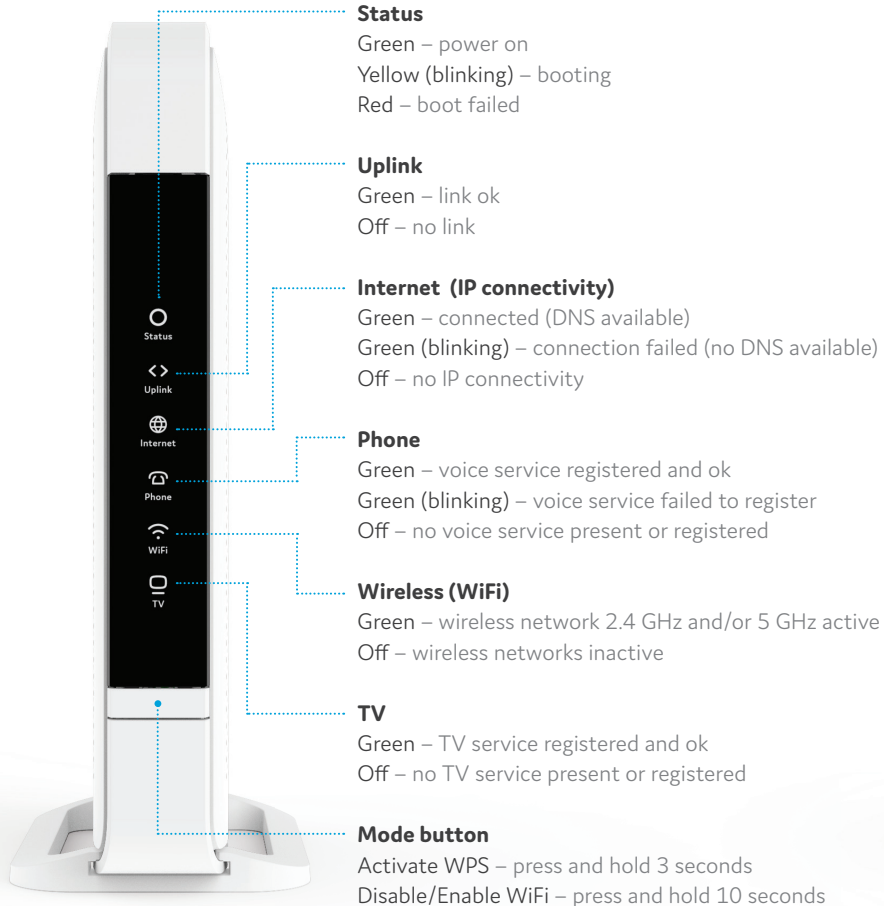 Status
Green – power on
Yellow (blinking) – booting
Red – boot failed
Uplink
Green – link ok
Off – no link
Internet (IP connectivity)
Green – connected (DNS available)
Green (blinking) – connection failed (no DNS available)
Off – no IP connectivity
Phone
Green – voice service registered and ok
Green (blinking) – voice service failed to register
Off – no voice service present or registered
Wireless (WiFi)
Green – wireless network 2.4 GHz and/or 5 GHz active
Off – wireless networks inactive
TV
Green – TV service registered and ok
Off – no TV service present or registered
Mode button
Activate WPS – press and hold 3 seconds
Disable/Enable WiFi – press and hold 10 seconds
Status
Uplink
Internet
Phone
WiFi
TV